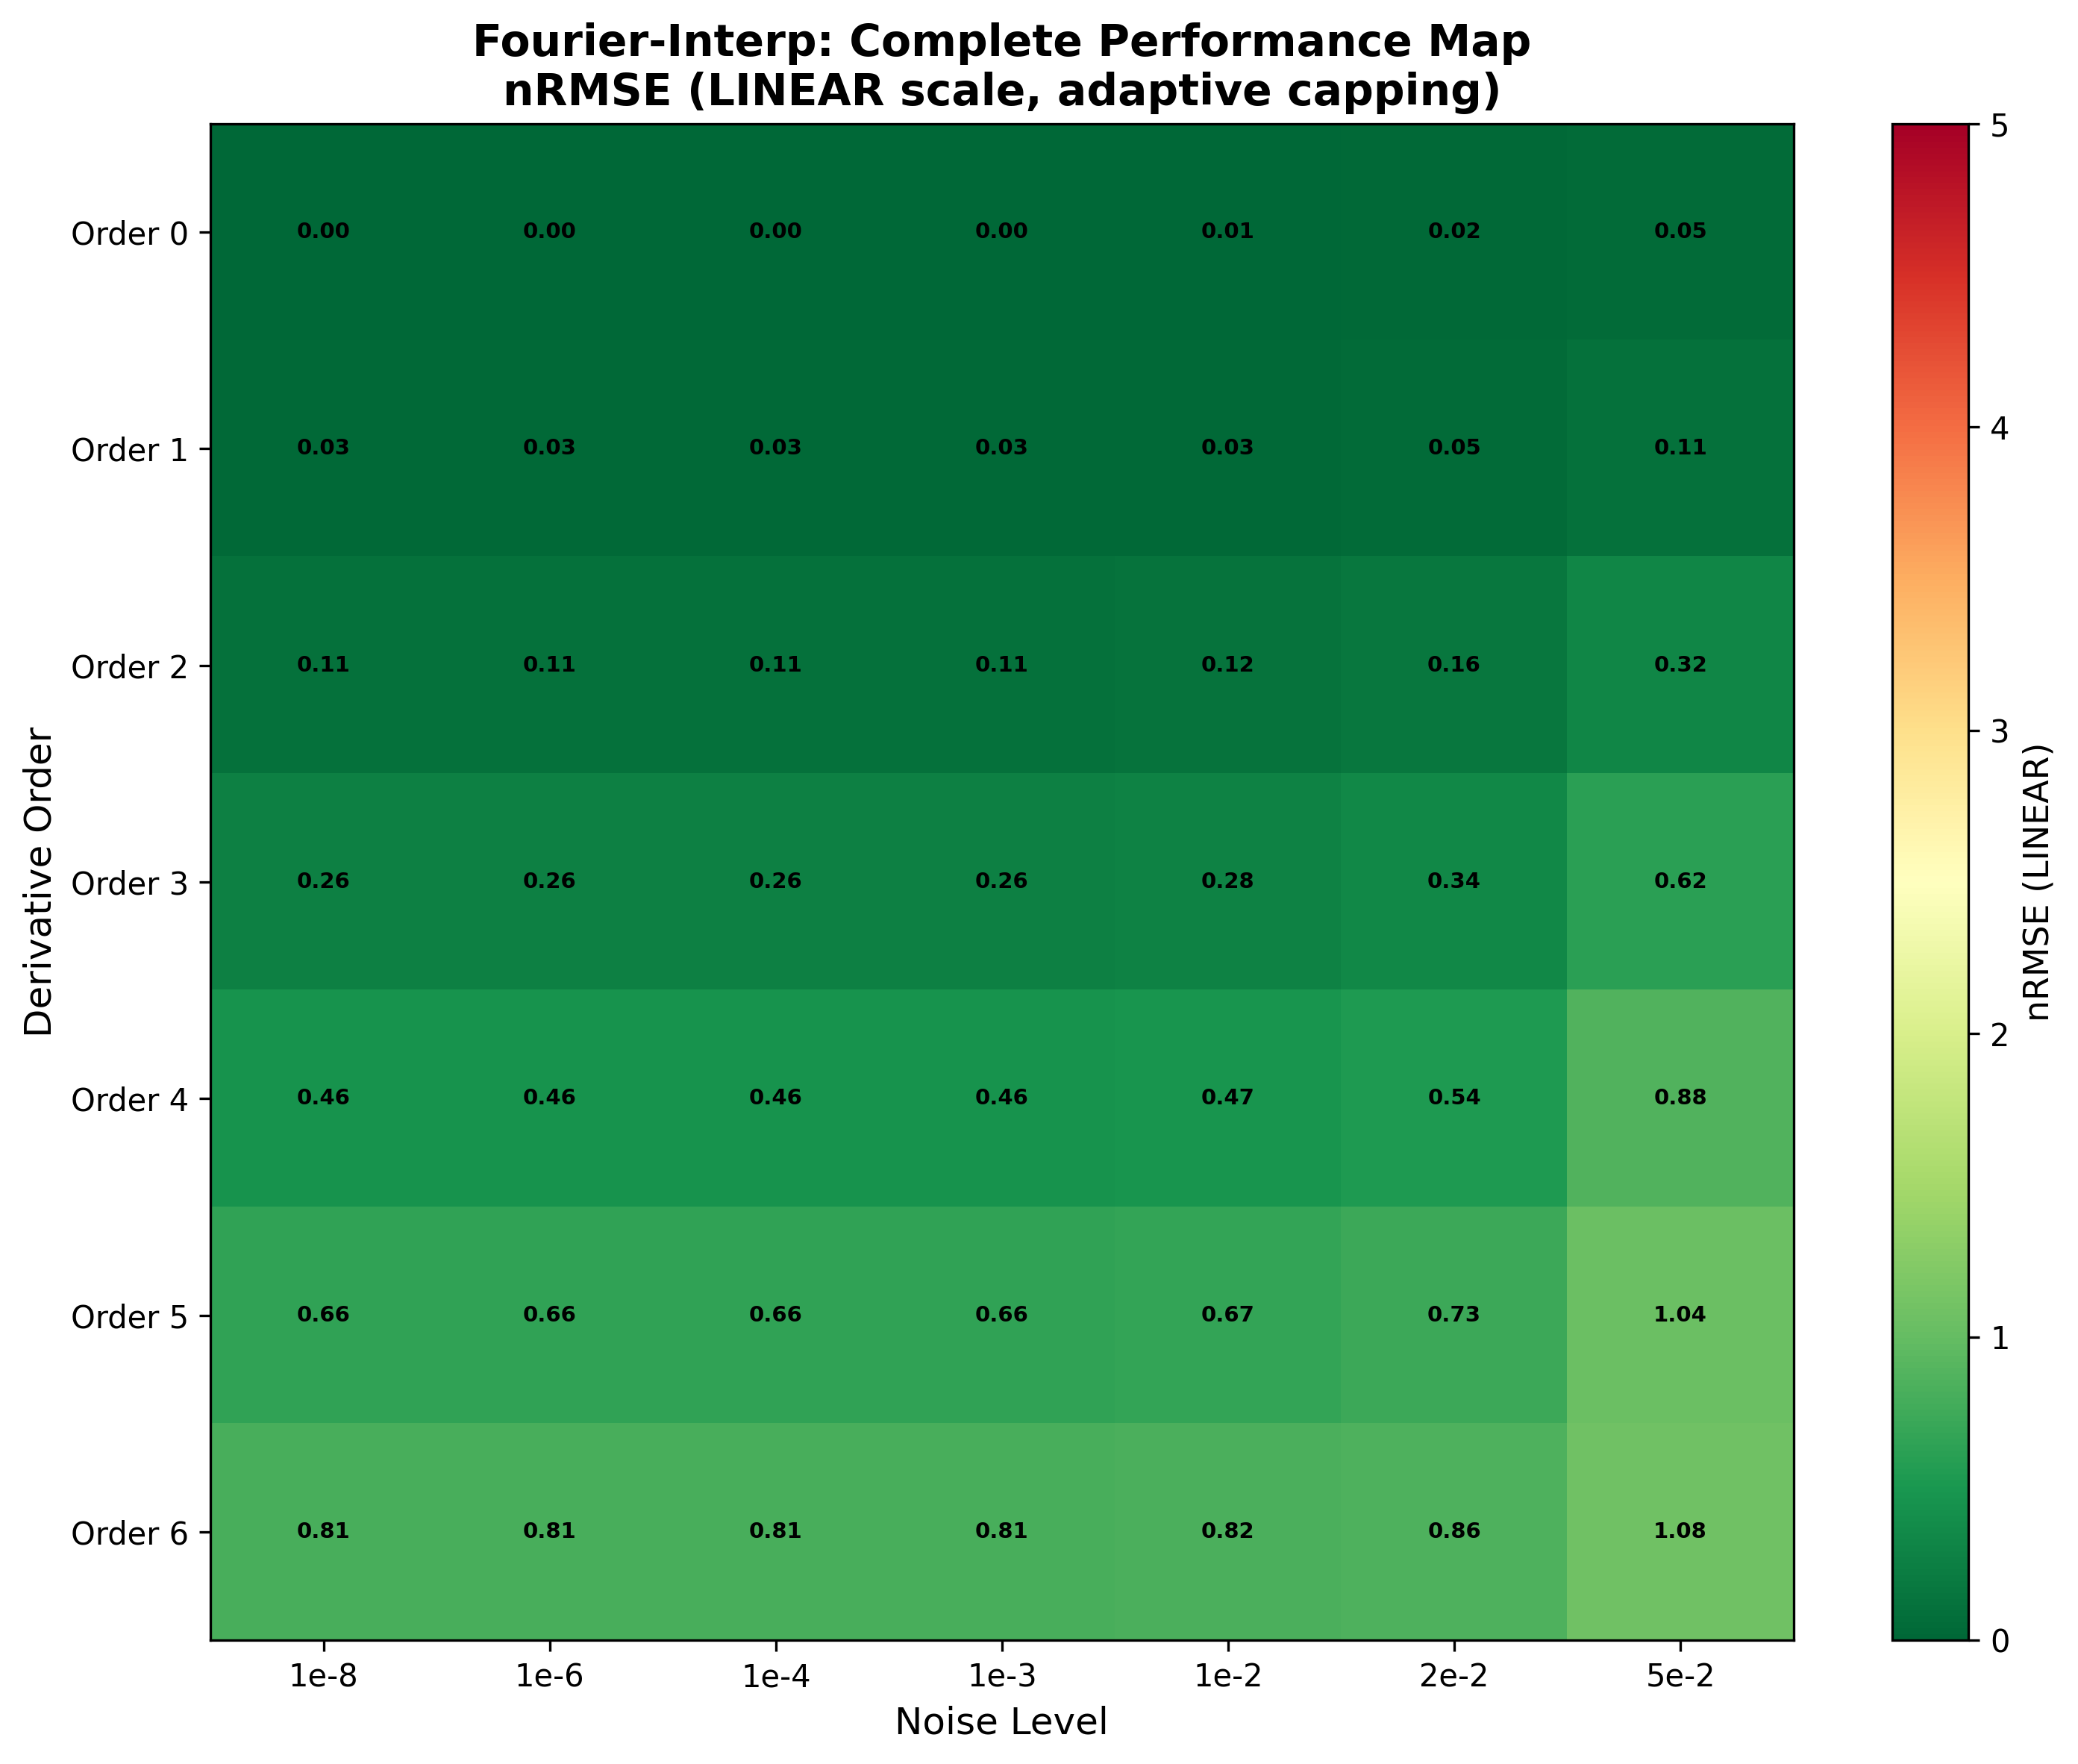 Fourier-Interp: Complete Performance Map
nRMSE (LINEAR scale, adaptive capping)
Derivative Order
Order 0 0.00 0.00 0.00 0.00 0.01 0.02 0.05
Order 1 0.03 0.03 0.03 0.03 0.03 0.05 0.11
Order 2 0.11 0.11 0.11 0.11 0.12 0.16 0.32
Order 3 0.26 0.26 0.26 0.26 0.28 0.34 0.62
Order 4 0.46 0.46 0.46 0.46 0.47 0.54 0.88
Order 5 0.66 0.66 0.66 0.66 0.67 0.73 1.04
Order 6 0.81 0.81 0.81 0.81 0.82 0.86 1.08
1e-8 1e-6 1e-4 1e-3 1e-2 2e-2 5e-2
Noise Level
5
4
3
2
1
0
nRMSE (LINEAR)